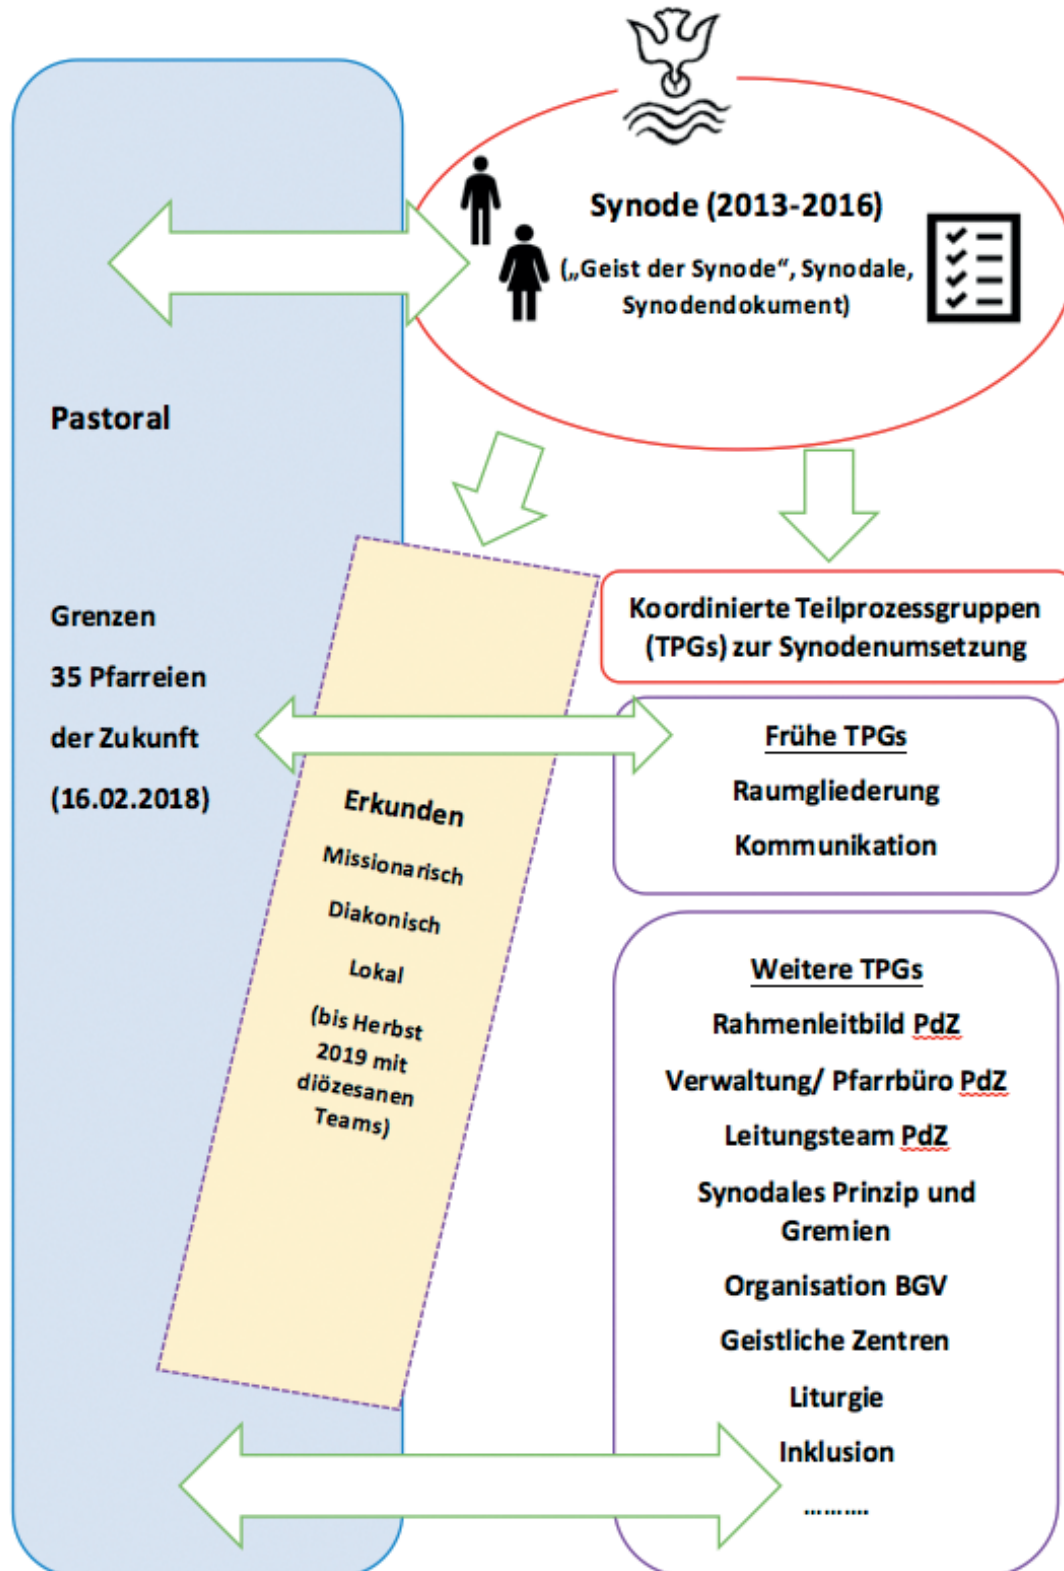 Synode (2013-2016)
(„Geist der Synode“, Synodale,
Synodendokument)
Pastoral
Grenzen
35 Pfarreien
der Zukunft
(16.02.2018)
Erkunden
Missionarisch
Diakonisch
Lokal
(bis Herbst
2019 mit
diözesanen
Teams)
Koordinierte Teilprozessgruppen
(TPGs) zur Synodenumsetzung
Frühe TPGs
Raumgliederung
Kommunikation
Weitere TPGs
Rahmenleitbild PdZ
Verwaltung/ Pfarrbüro PdZ
Leitungsteam PdZ
Synodales Prinzip und
Gremien
Organisation BGV
Geistliche Zentren
Liturgie
Inklusion
..........